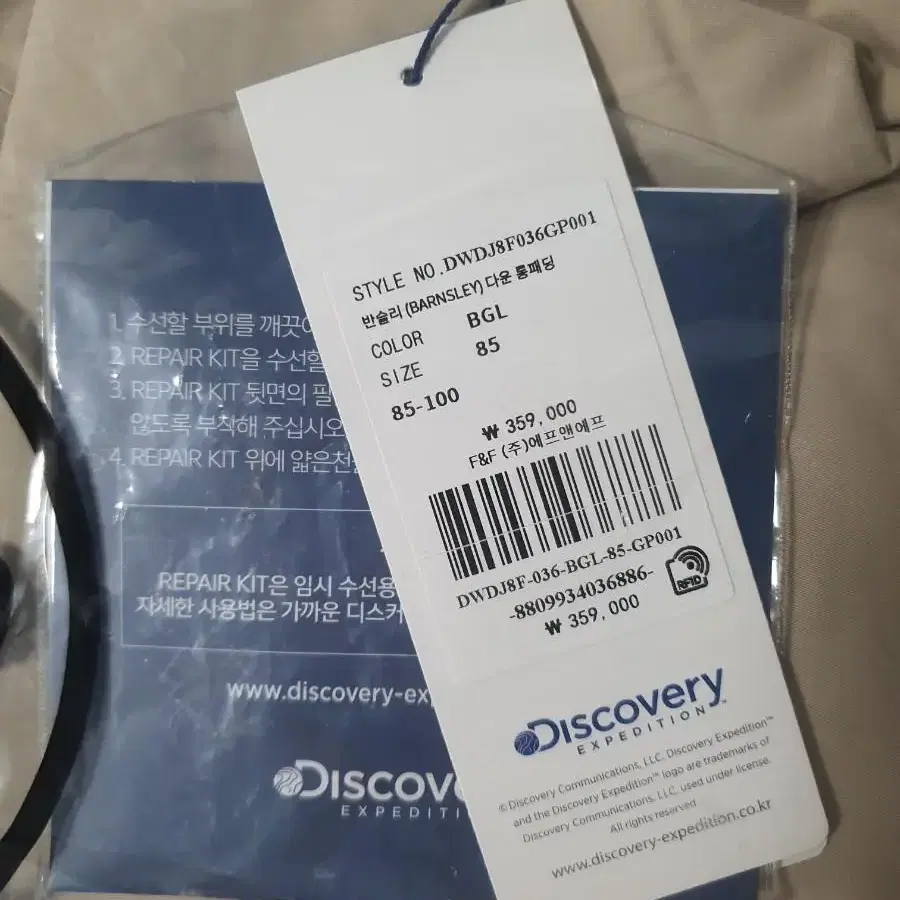 STYLE NO.DWDJ8F036GP001
반슬리(BARNSLEY) 다운 롱패딩
COLOR BGL
SIZE 85
85-100
₩ 359,000
F&F (주)에프앤에프
DWDJ8F-036-BGL-85-GP001
-8809934036886-
₩ 359,000
RFID
Discovery
EXPEDITION™
© Discovery Communications, LLC. Discovery Expedition™
and the Discovery Expedition™ logo are trademarks of
Discovery Communications, LLC, used under license.
All rights reserved
www.discovery-expedition.co.kr
1. 수선할 부위를 깨끗이
2. REPAIR KIT을 수선할
3. REPAIR KIT 뒷면의 필
않도록 부착해 주십시오
4. REPAIR KIT 위에 얇은천을
REPAIR KIT은 임시 수선용
자세한 사용법은 가까운 디스커
www.discovery-exp
Discove
EXPEDITI